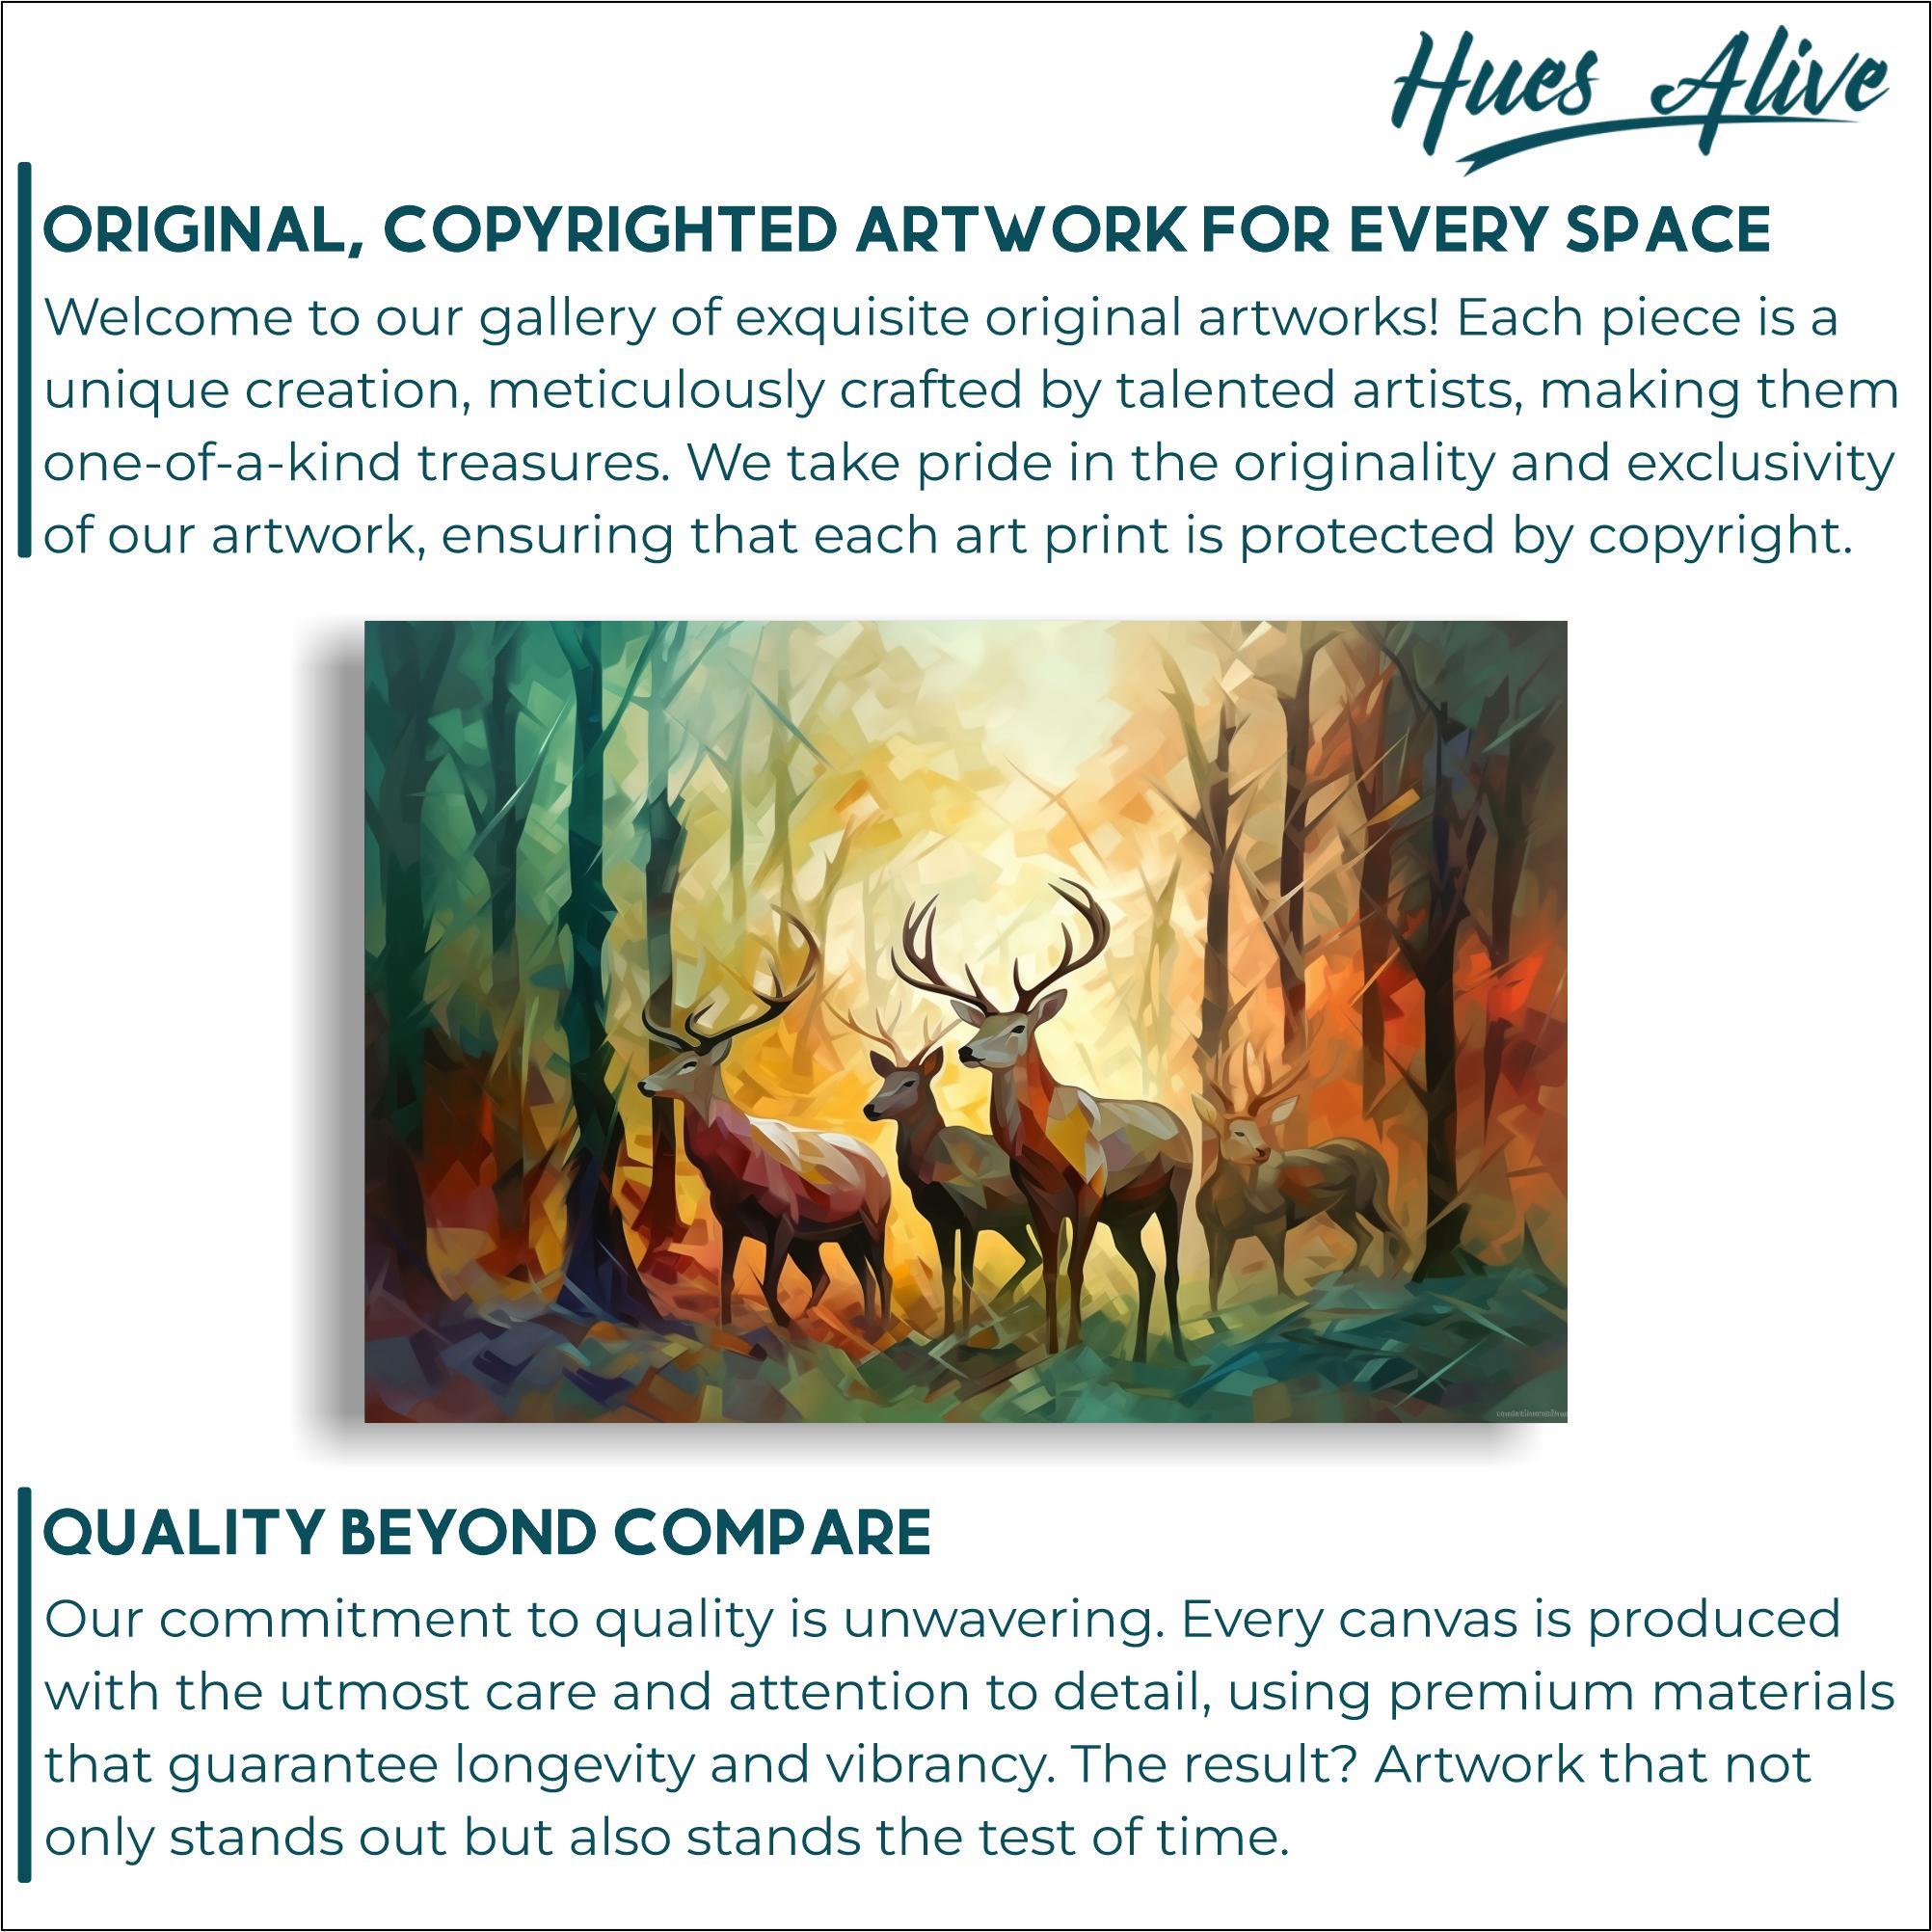 Hues Alive
ORIGINAL, COPYRIGHTED ARTWORK FOR EVERY SPACE
Welcome to our gallery of exquisite original artworks! Each piece is a
unique creation, meticulously crafted by talented artists, making them
one-of-a-kind treasures. We take pride in the originality and exclusivity
of our artwork, ensuring that each art print is protected by copyright.
QUALITY BEYOND COMPARE
Our commitment to quality is unwavering. Every canvas is produced
with the utmost care and attention to detail, using premium materials
that guarantee longevity and vibrancy. The result? Artwork that not
only stands out but also stands the test of time.